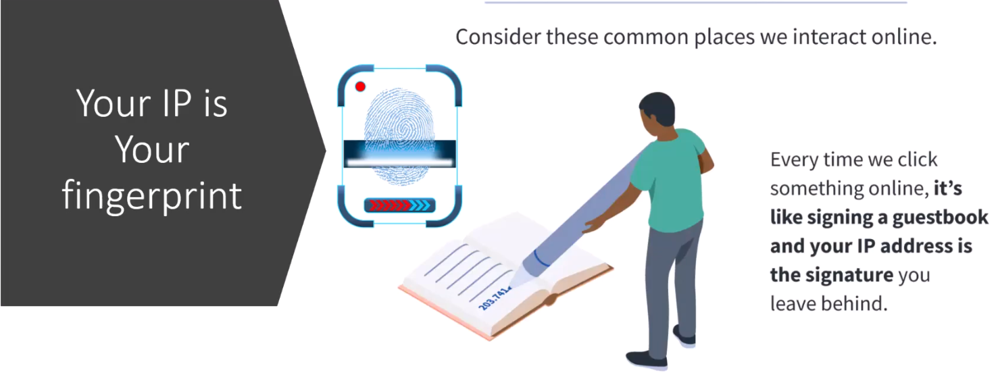 Your IP is
Your
fingerprint
Consider these common places we interact online.
203.741.
Every time we click
something online, it's
like signing a guestbook
and your IP address is
the signature you
leave behind.